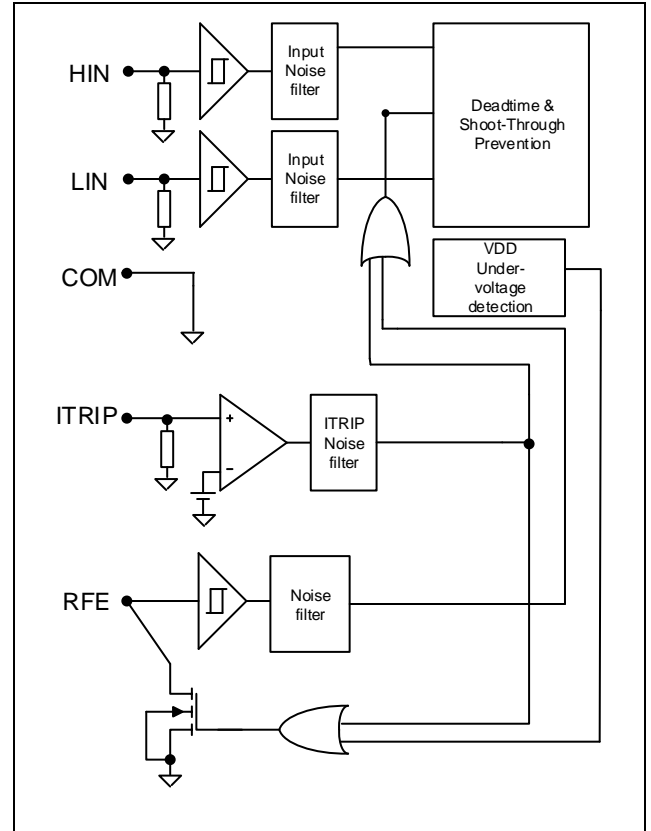 HIN
Input
Noise
filter
Deadtime &
Shoot-Through
Prevention
LIN
Input
Noise
filter
COM
VDD
Under-
voltage
detection
ITRIP
+
-
ITRIP
Noise
filter
RFE
Noise
filter